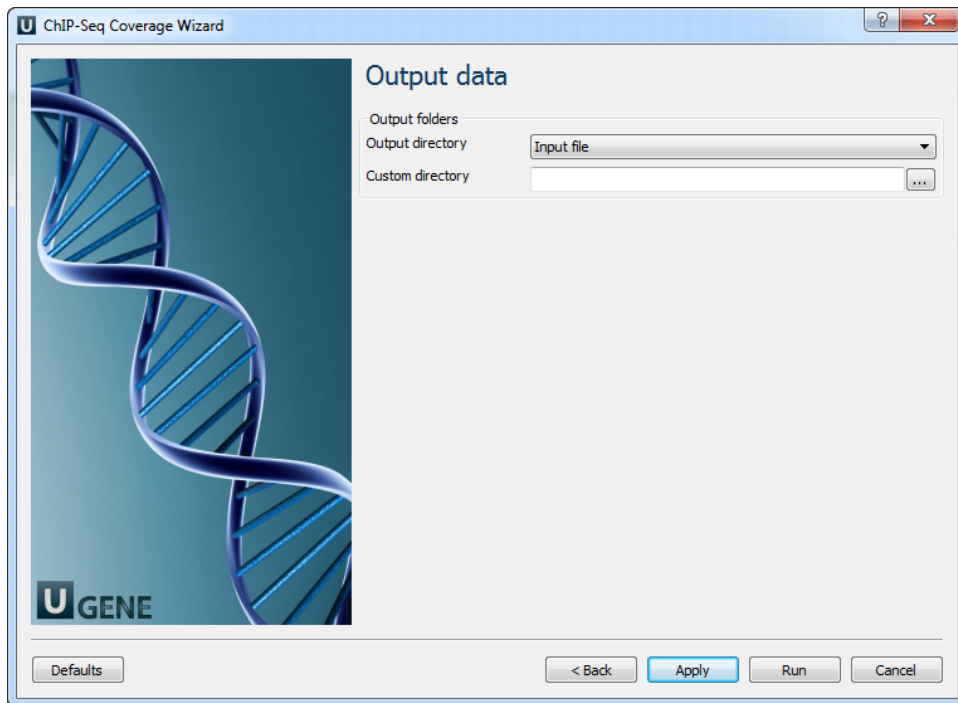 U ChIP-Seq Coverage Wizard
?
X
Output data
Output folders
Output directory
Input file
Custom directory
...
U GENE
Defaults
< Back
Apply
Run
Cancel